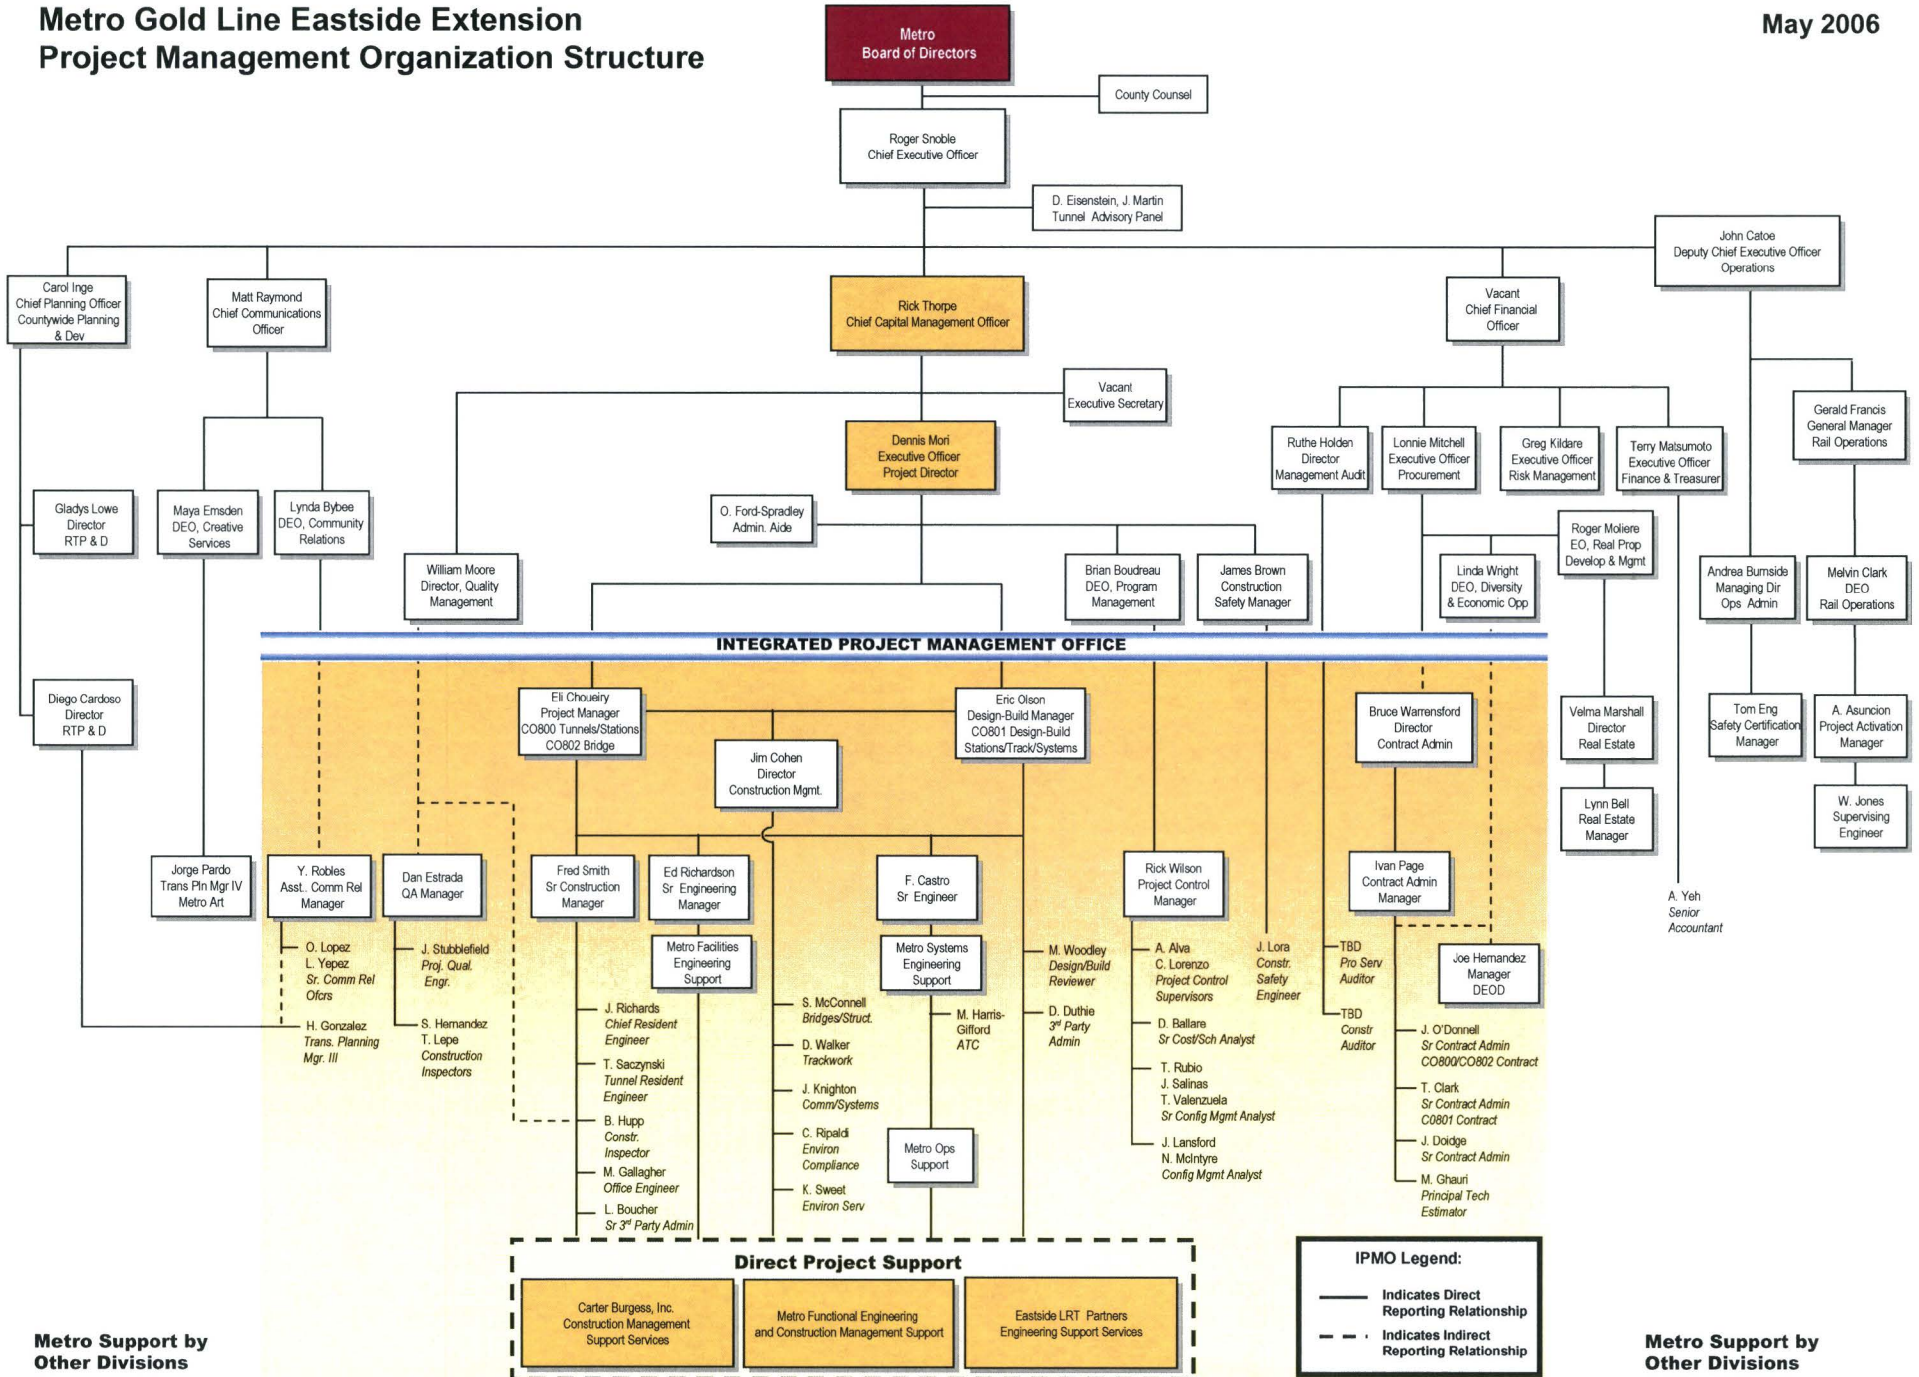 Metro Gold Line Eastside Extension
Project Management Organization Structure
May 2006
Metro
Board of Directors
County Counsel
Roger Snoble
Chief Executive Officer
D. Eisenstein, J. Martin
Tunnel Advisory Panel
John Catoe
Deputy Chief Executive Officer
Operations
Carol Inge
Chief Planning Officer
Countywide Planning
& Dev
Matt Raymond
Chief Communications
Officer
Rick Thorpe
Chief Capital Management Officer
Vacant
Chief Financial
Officer
Vacant
Executive Secretary
Gerald Francis
General Manager
Rail Operations
Dennis Mori
Executive Officer
Project Director
Ruthe Holden
Director
Management Audit
Lonnie Mitchell
Executive Officer
Procurement
Greg Kildare
Executive Officer
Risk Management
Terry Matsumoto
Executive Officer
Finance & Treasurer
Gladys Lowe
Director
RTP & D
Maya Emsden
DEO, Creative
Services
Lynda Bybee
DEO, Community
Relations
O. Ford-Spradley
Admin. Aide
Roger Moliere
EO, Real Prop
Develop & Mgmt
William Moore
Director, Quality
Management
Brian Boudreau
DEO, Program
Management
James Brown
Construction
Safety Manager
Linda Wright
DEO, Diversity
& Economic Opp
Andrea Burnside
Managing Dir
Ops Admin
Melvin Clark
DEO
Rail Operations
INTEGRATED PROJECT MANAGEMENT OFFICE
Diego Cardoso
Director
RTP & D
Eli Choueiry
Project Manager
CO800 Tunnels/Stations
CO802 Bridge
Eric Olson
Design-Build Manager
CO801 Design-Build
Stations/Track/Systems
Jim Cohen
Director
Construction Mgmt.
Bruce Warrensford
Director
Contract Admin
Velma Marshall
Director
Real Estate
Tom Eng
Safety Certification
Manager
A. Asuncion
Project Activation
Manager
Lynn Bell
Real Estate
Manager
W. Jones
Supervising
Engineer
Jorge Pardo
Trans Pln Mgr IV
Metro Art
Y. Robles
Asst.. Comm Rel
Manager
Dan Estrada
QA Manager
Fred Smith
Sr Construction
Manager
Ed Richardson
Sr Engineering
Manager
F. Castro
Sr Engineer
Rick Wilson
Project Control
Manager
Ivan Page
Contract Admin
Manager
A. Yeh
Senior
Accountant
O. Lopez
L. Yepez
Sr. Comm Rel
Ofcrs
H. Gonzalez
Trans. Planning
Mgr. III
J. Stubblefield
Proj. Qual.
Engr.
S. Hernandez
T. Lepe
Construction
Inspectors
Metro Facilities
Engineering
Support
Metro Systems
Engineering
Support
J. Richards
Chief Resident
Engineer
T. Saczynski
Tunnel Resident
Engineer
B. Hupp
Constr.
Inspector
M. Gallagher
Office Engineer
L. Boucher
Sr 3rd Party Admin
S. McConnell
Bridges/Struct.
D. Walker
Trackwork
J. Knighton
Comm/Systems
C. Ripaldi
Environ
Compliance
K. Sweet
Environ Serv
M. Harris-
Gifford
ATC
Metro Ops
Support
M. Woodley
Design/Build
Reviewer
D. Duthie
3rd Party
Admin
A. Alva
C. Lorenzo
Project Control
Supervisors
D. Ballare
Sr Cost/Sch Analyst
T. Rubio
J. Salinas
T. Valenzuela
Sr Config Mgmt Analyst
J. Lansford
N. McIntyre
Config Mgmt Analyst
J. Lora
Constr.
Safety
Engineer
TBD
Pro Serv
Auditor
TBD
Constr
Auditor
Joe Hernandez
Manager
DEOD
J. O'Donnell
Sr Contract Admin
CO800/CO802 Contract
T. Clark
Sr Contract Admin
C0801 Contract
J. Doidge
Sr Contract Admin
M. Ghauri
Principal Tech
Estimator
Direct Project Support
Carter Burgess, Inc.
Construction Management
Support Services
Metro Functional Engineering
and Construction Management Support
Eastside LRT Partners
Engineering Support Services
IPMO Legend:
Indicates Direct
Reporting Relationship
Indicates Indirect
Reporting Relationship
Metro Support by
Other Divisions
Metro Support by
Other Divisions